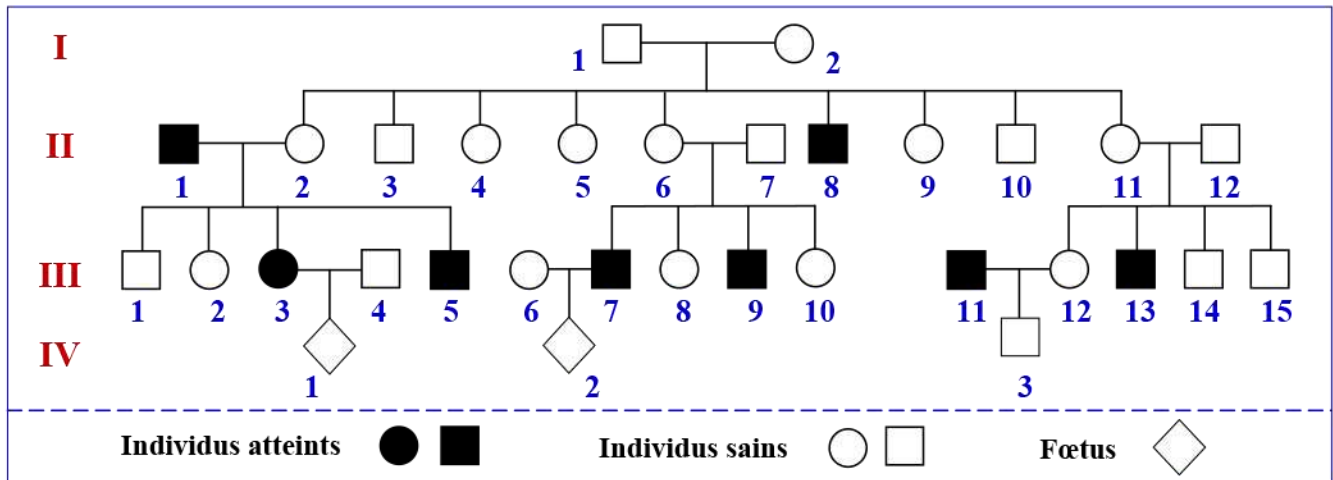 I
1 2
II
1 2 3 4 5 6 7 8 9 10 11 12
III
1 2 3 4 5 6 7 8 9 10 11 12 13 14 15
IV
1 2 3
Individus atteints Individus sains Fœtus